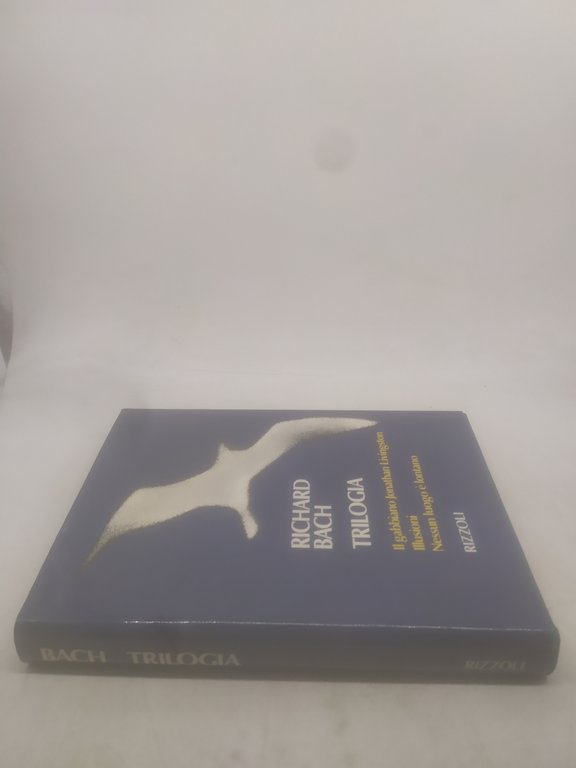 RICHARD
BACH
TRILOGIA
Il gabbiano Jonathan Livingston
Illusioni
Nessun luogo è lontano
RIZZOLI
BACH TRILOGIA RIZZOLI